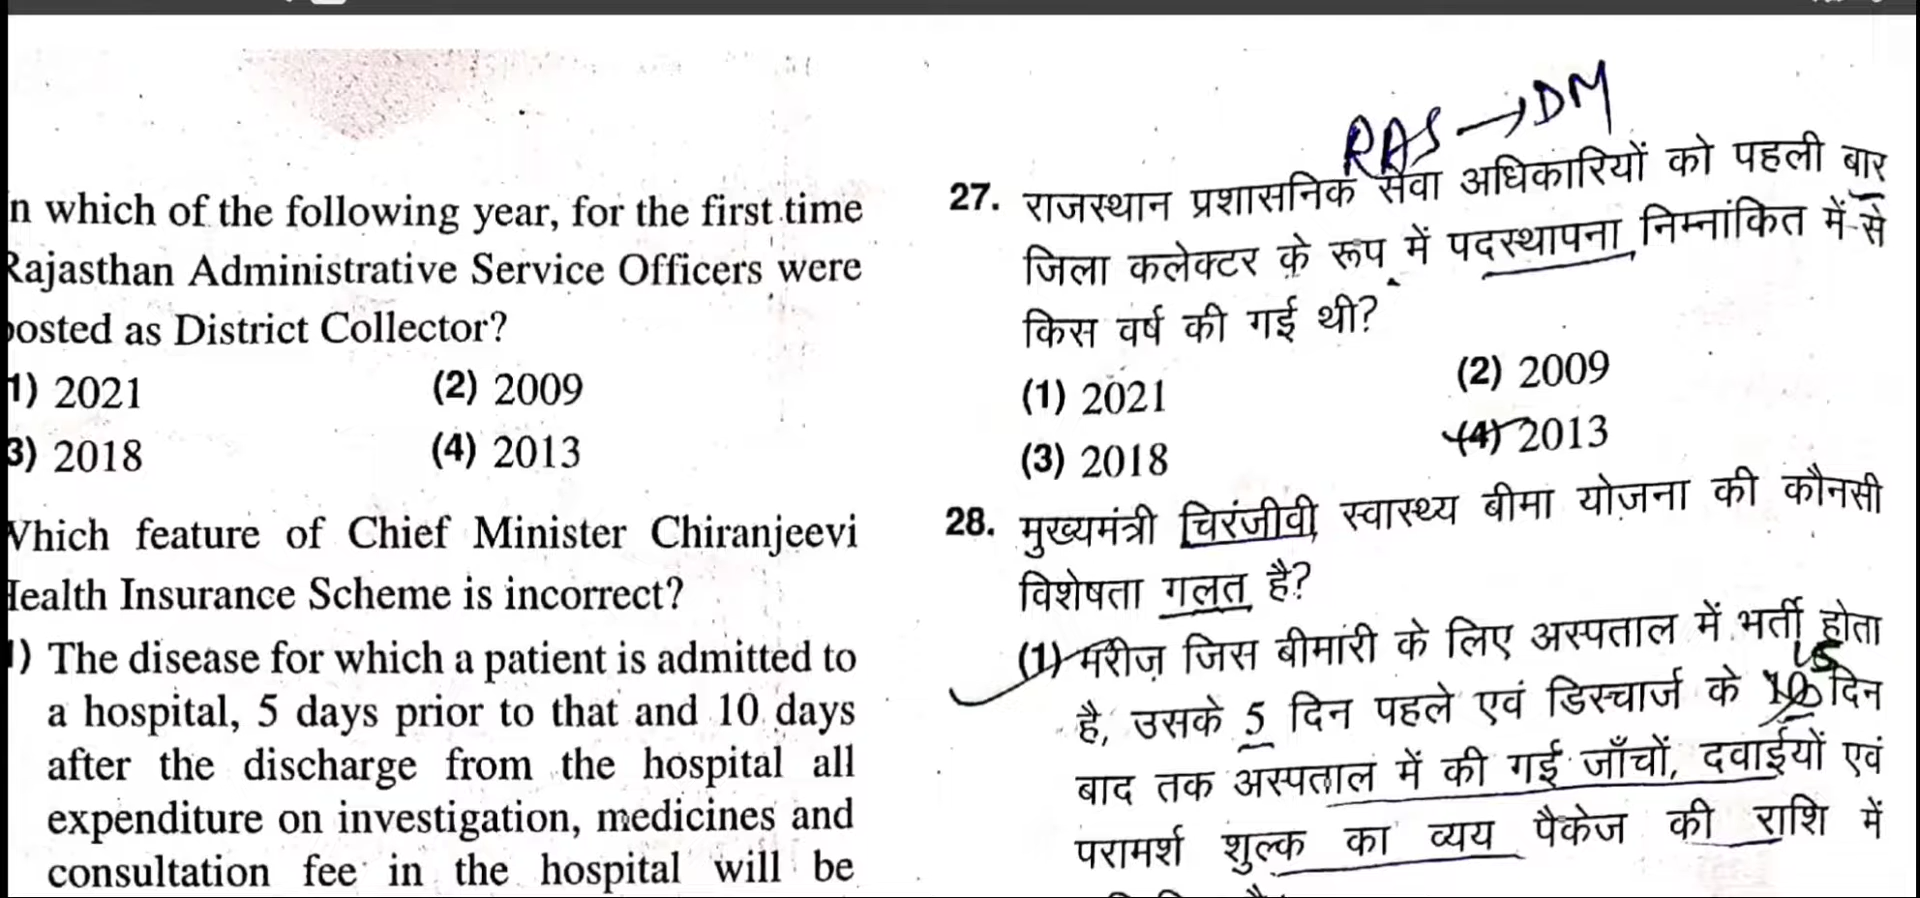 n which of the following year, for the first time
Rajasthan Administrative Service Officers were
posted as District Collector?
1) 2021 (2) 2009
3) 2018 (4) 2013
Which feature of Chief Minister Chiranjeevi
Health Insurance Scheme is incorrect?
1) The disease for which a patient is admitted to
a hospital, 5 days prior to that and 10 days
after the discharge from the hospital all
expenditure on investigation, medicines and
consultation fee in the hospital will be
RAS → DM
27. राजस्थान प्रशासनिक सेवा अधिकारियों को पहली बार
जिला कलेक्टर के रूप में पदस्थापना निम्नांकित में से
किस वर्ष की गई थी?
(1) 2021 (2) 2009
(3) 2018 (4) 2013
28. मुख्यमंत्री चिरंजीवी स्वास्थ्य बीमा योजना की कौनसी
विशेषता गलत है?
(1) मरीज़ जिस बीमारी के लिए अस्पताल में भर्ती होता
15
है, उसके 5 दिन पहले एवं डिस्चार्ज के 10 दिन
बाद तक अस्पताल में की गई जाँचों, दवाईयों एवं
परामर्श शुल्क का व्यय पैकेज की राशि में